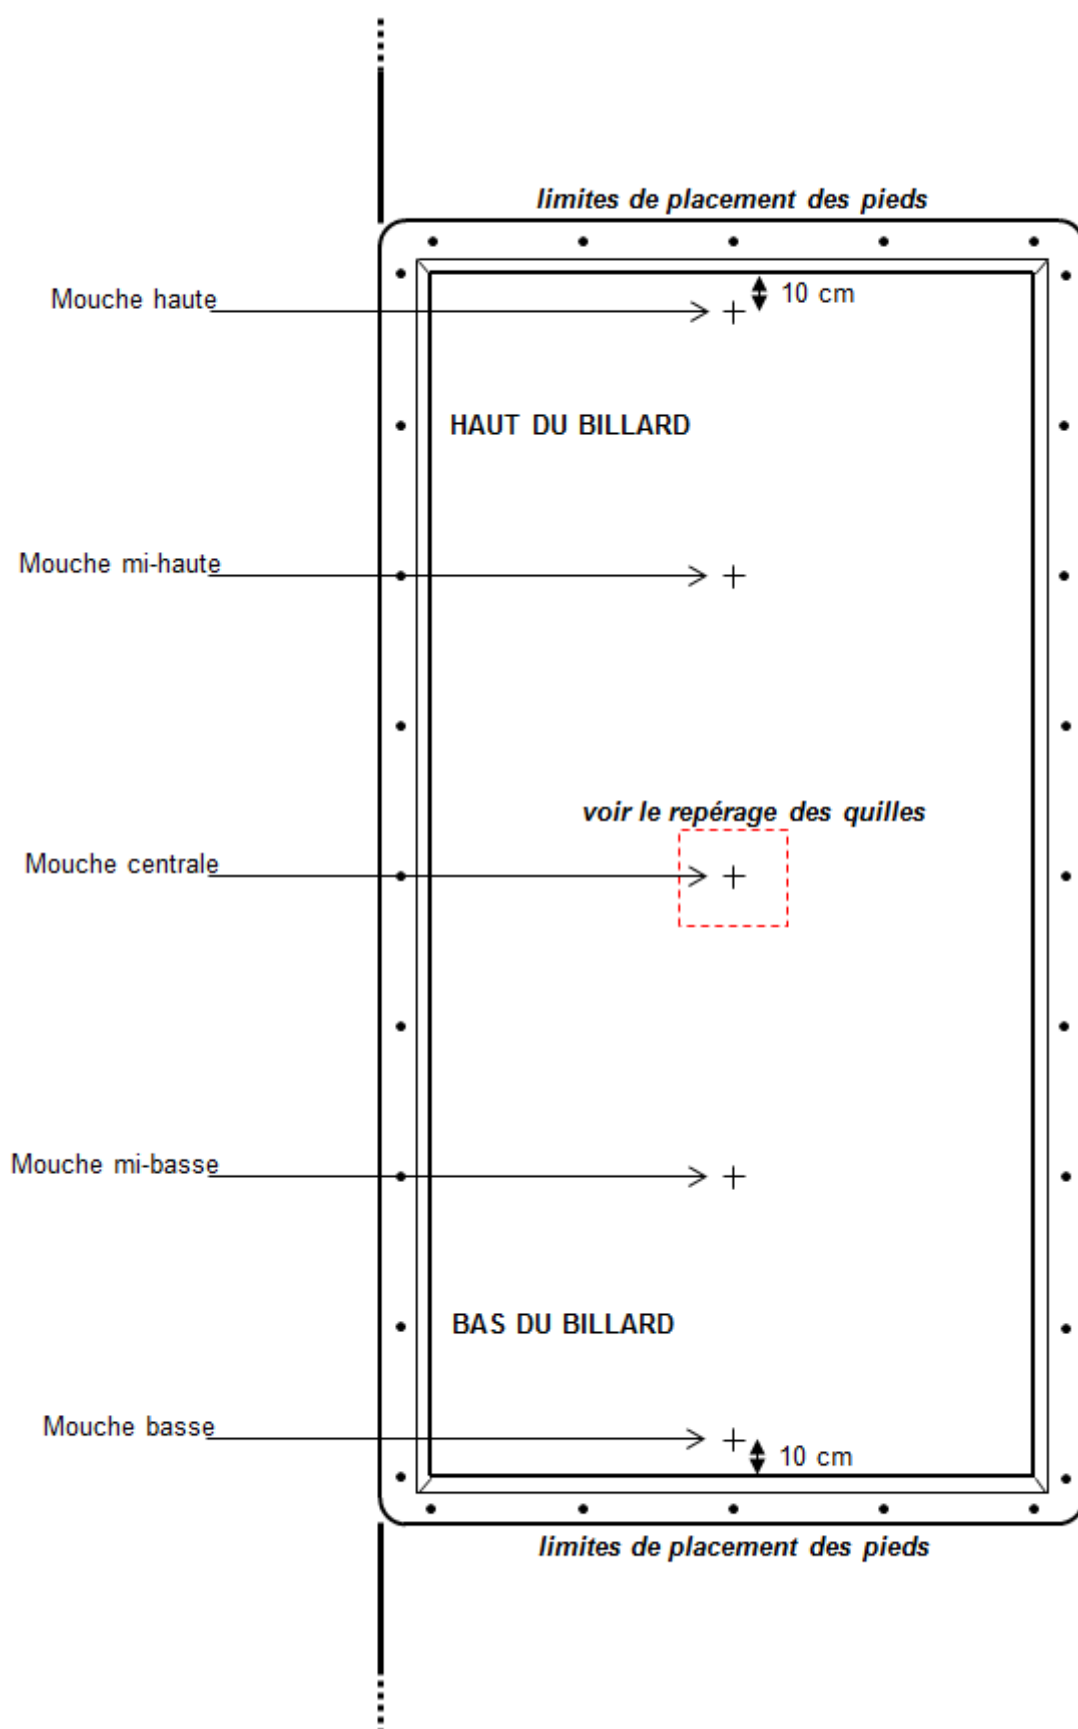 limites de placement des pieds
Mouche haute
10 cm
HAUT DU BILLARD
Mouche mi-haute
voir le repérage des quilles
Mouche centrale
Mouche mi-basse
BAS DU BILLARD
Mouche basse
10 cm
limites de placement des pieds